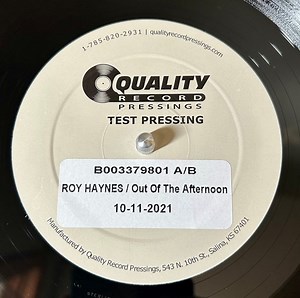 1-785-820-2931 | qualityrecordpressings.com
QUALITY
RECORD
PRESSINGS
TEST PRESSING
B003379801 A/B
ROY HAYNES / Out Of The Afternoon
10-11-2021
Manufactured by Quality Record Pressings, 543 N. 10th St., Salina, KS 67401